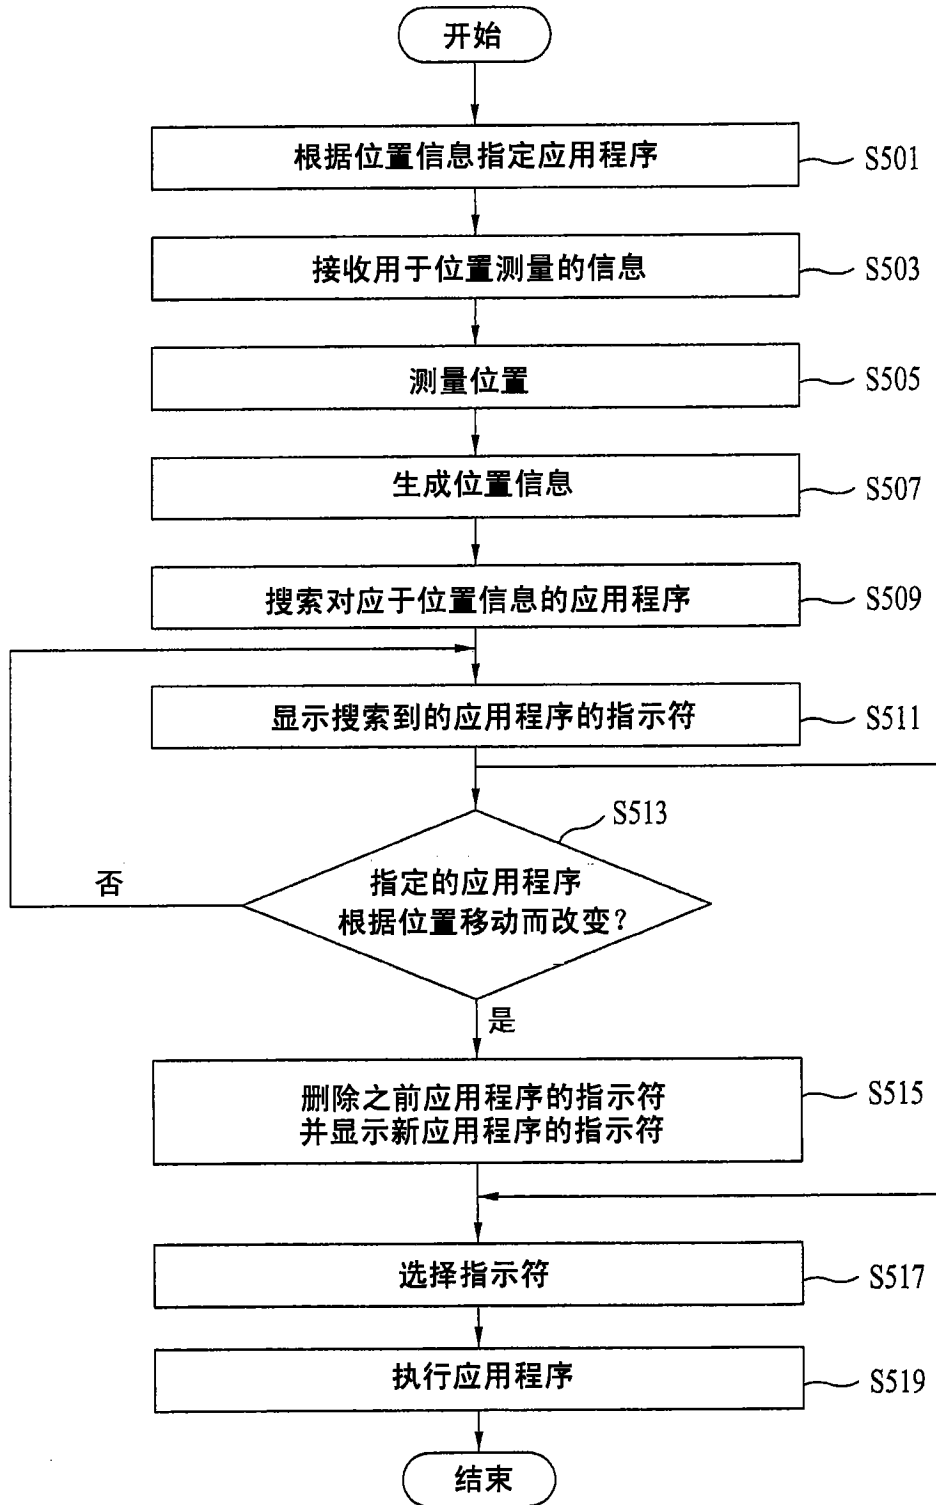 开始
根据位置信息指定应用程序
S501
接收用于位置测量的信息
S503
测量位置
S505
生成位置信息
S507
搜索对应于位置信息的应用程序
S509
显示搜索到的应用程序的指示符
S511
S513
指定的应用程序
根据位置移动而改变?
否
是
删除之前应用程序的指示符
并显示新应用程序的指示符
S515
选择指示符
S517
执行应用程序
S519
结束